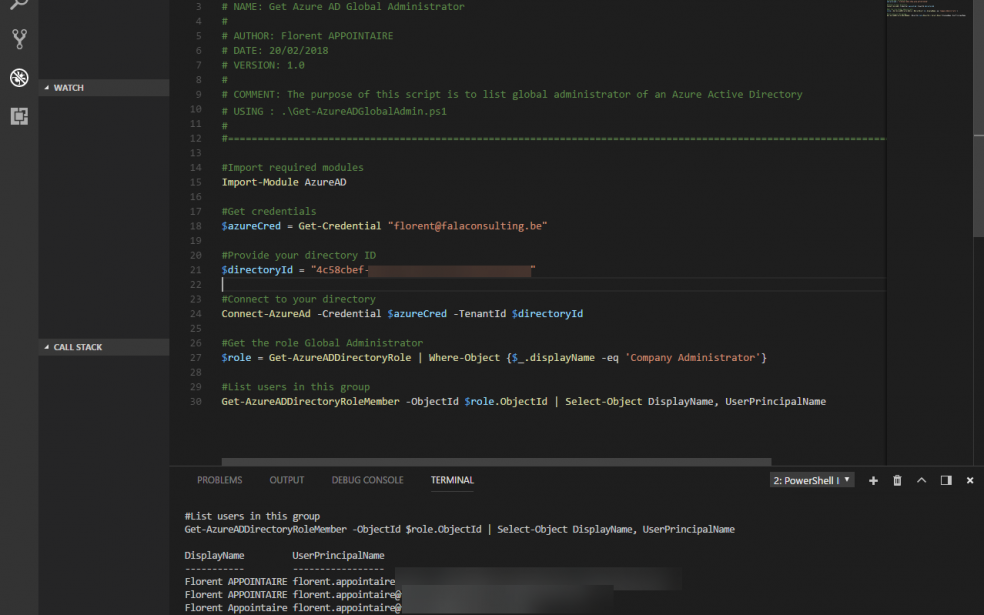 3 # NAME: Get Azure AD Global Administrator
4 #
5 # AUTHOR: Florent APPOINTAIRE
6 # DATE: 20/02/2018
7 # VERSION: 1.0
8 #
9 # COMMENT: The purpose of this script is to list global administrator of an Azure Active Directory
10 # USING : .\Get-AzureADGlobalAdmin.ps1
11 #
12 #=================================================================================================
13
14 #Import required modules
15 Import-Module AzureAD
16
17 #Get credentials
18 $azureCred = Get-Credential "florent@falaconsulting.be"
19
20 #Provide your directory ID
21 $directoryId = "4c58cbef-"
22
23 #Connect to your directory
24 Connect-AzureAd -Credential $azureCred -TenantId $directoryId
25
26 #Get the role Global Administrator
27 $role = Get-AzureADDirectoryRole | Where-Object {$_.displayName -eq 'Company Administrator'}
28
29 #List users in this group
30 Get-AzureADDirectoryRoleMember -ObjectId $role.ObjectId | Select-Object DisplayName, UserPrincipalName
WATCH
CALL STACK
PROBLEMS OUTPUT DEBUG CONSOLE TERMINAL 2: PowerShell I
#List users in this group
Get-AzureADDirectoryRoleMember -ObjectId $role.ObjectId | Select-Object DisplayName, UserPrincipalName
DisplayName UserPrincipalName
----------- -----------------
Florent APPOINTAIRE florent.appointaire
Florent APPOINTAIRE florent.appointaire@
Florent Appointaire florent.appointaire@